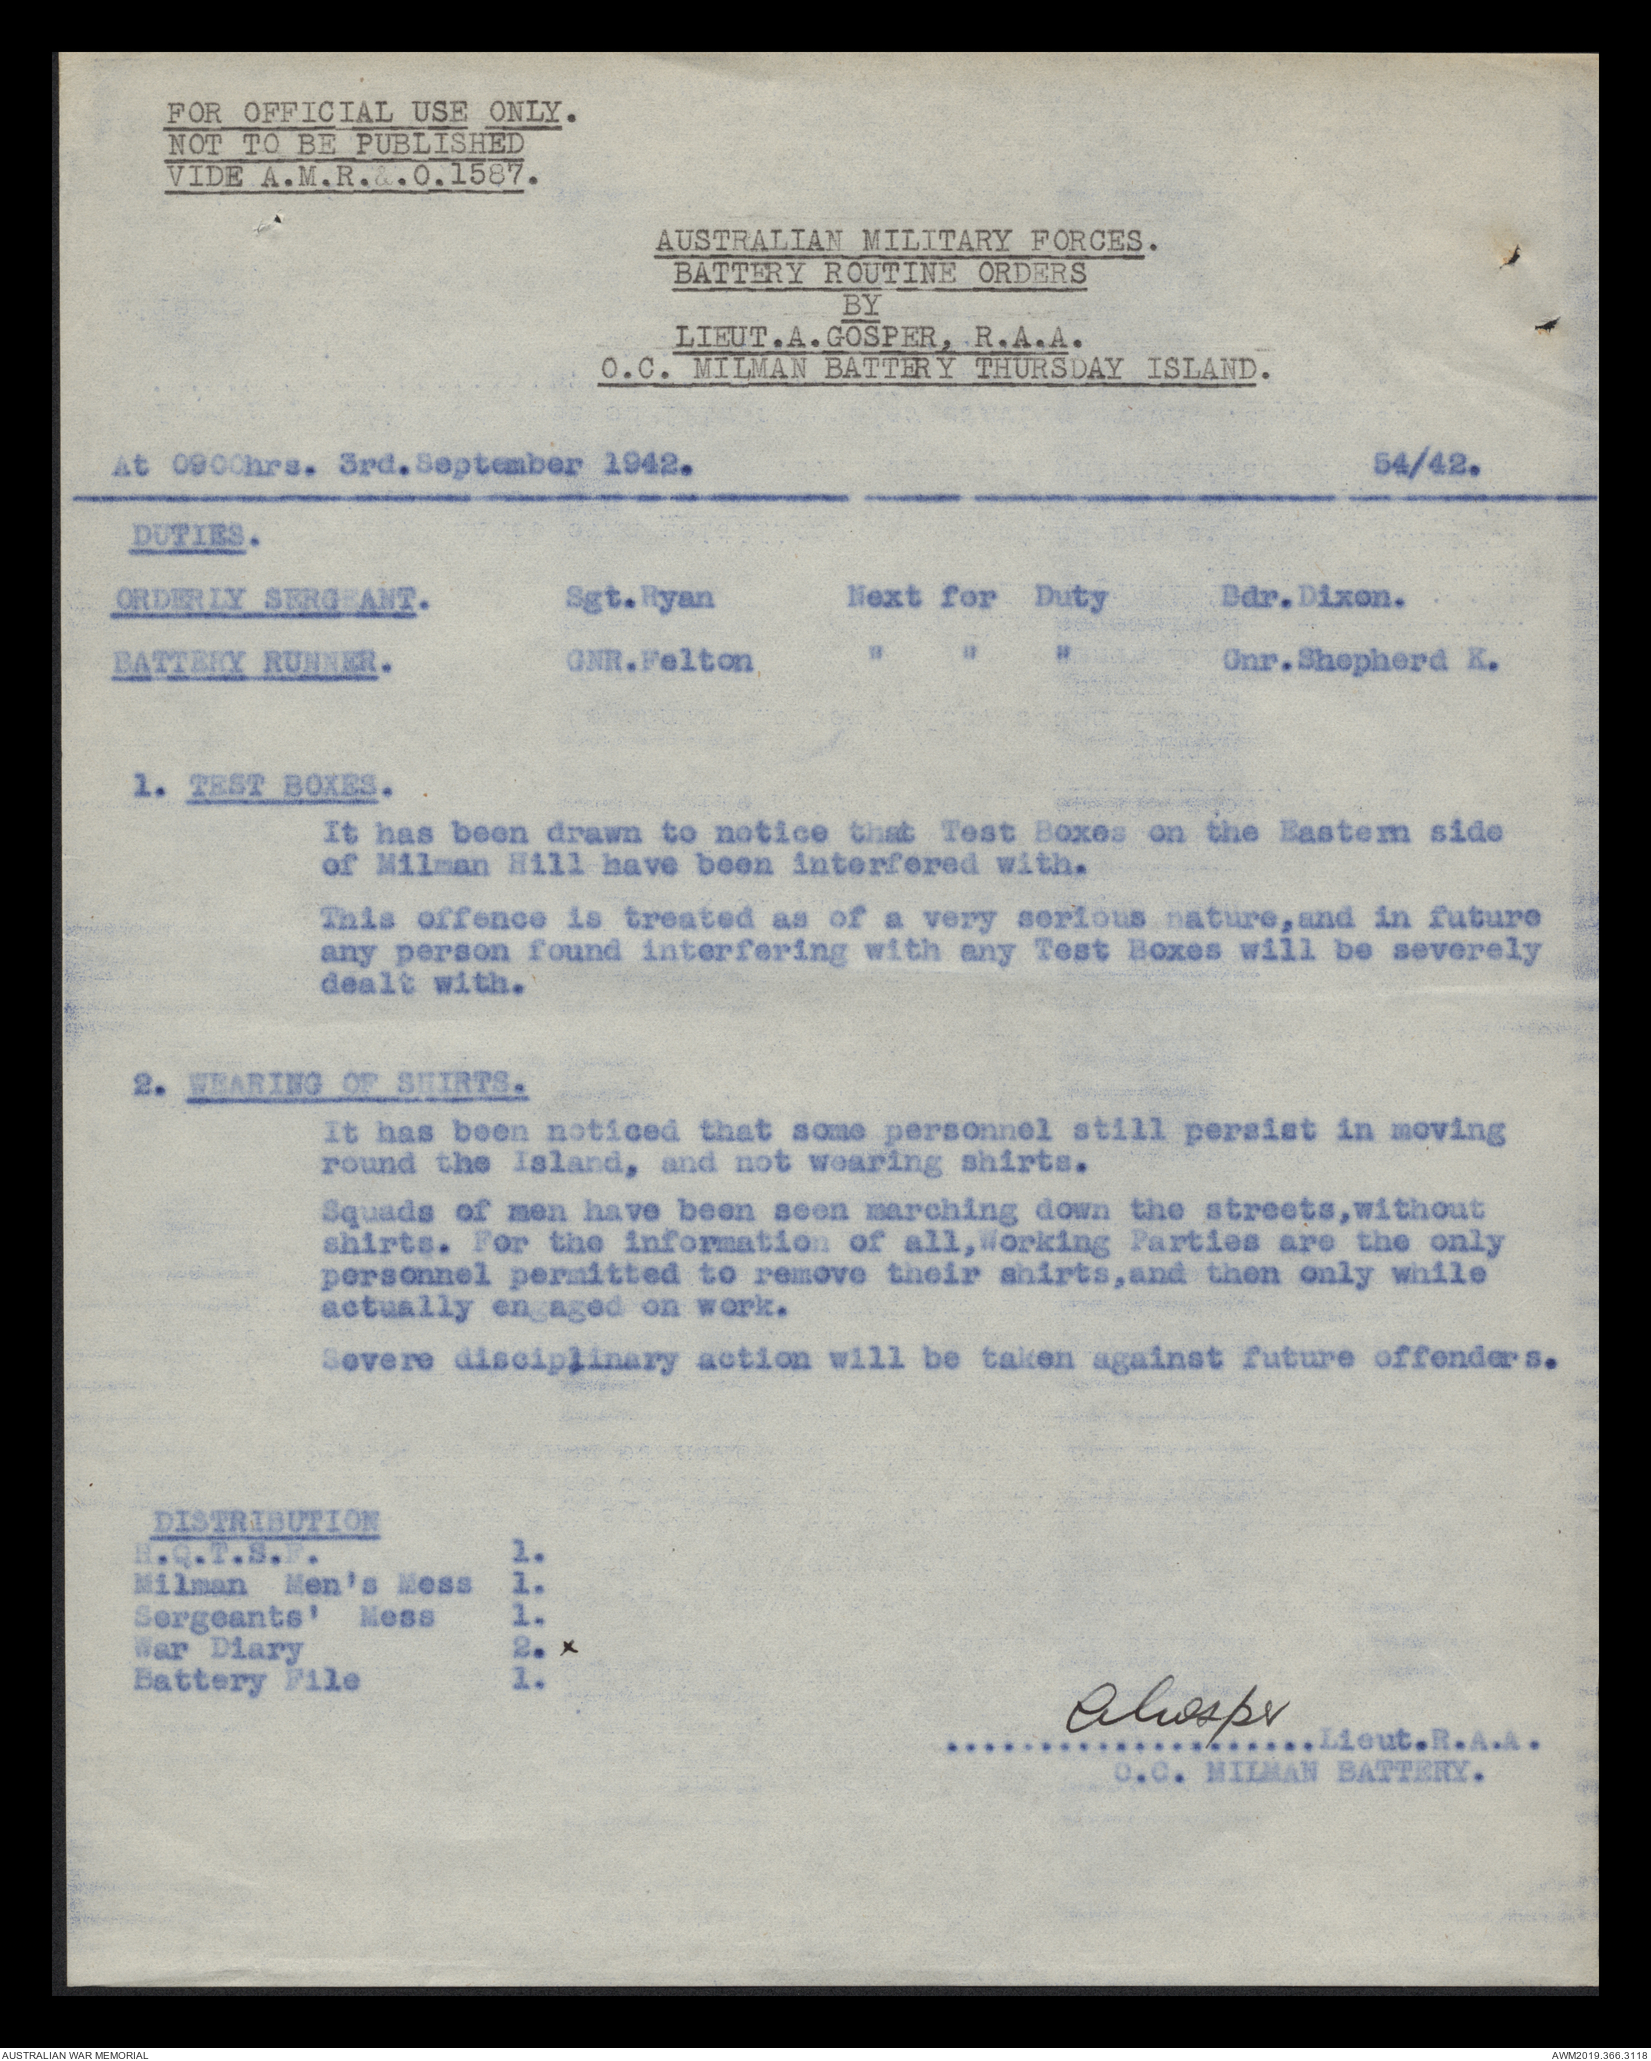 FOR OFFICIAL USE ONLY.
NOT TO BE PUBLISHED
VIDE A.M.R.&.O.1587.
AUSTRALIAN MILITARY FORCES.
BATTERY ROUTINE ORDERS
BY
LIEUT.A.GOSPER, R.A.A.
O.C. MILMAN BATTERY THURSDAY ISLAND.
At 0900hrs. 3rd.September 1942. 54/42.
DUTIES.
ORDERLY SERGEANT. Sgt.Ryan Next for Duty Bdr.Dixon.
BATTERY RUNNER. GNR.Felton " " " Gnr.Shepherd K.
1. TEST BOXES.
It has been drawn to notice that Test Boxes on the Eastern side
of Milman Hill have been interfered with.
This offence is treated as of a very serious nature,and in future
any person found interfering with any Test Boxes will be severely
dealt with.
2. WEARING OF SHIRTS.
It has been noticed that some personnel still persist in moving
round the Island, and not wearing shirts.
Squads of men have been seen marching down the streets,without
shirts. For the information of all,Working Parties are the only
personnel permitted to remove their shirts,and then only while
actually engaged on work.
Severe disciplinary action will be taken against future offenders.
DISTRIBUTION
H.Q.T.S.F. 1.
Milman Men's Mess 1.
Sergeants' Mess 1.
War Diary 2. x
Battery File 1.
A Gosper
....................Lieut.R.A.A.
O.C. MILMAN BATTERY.
AUSTRALIAN WAR MEMORIAL AWM2019.366.3118